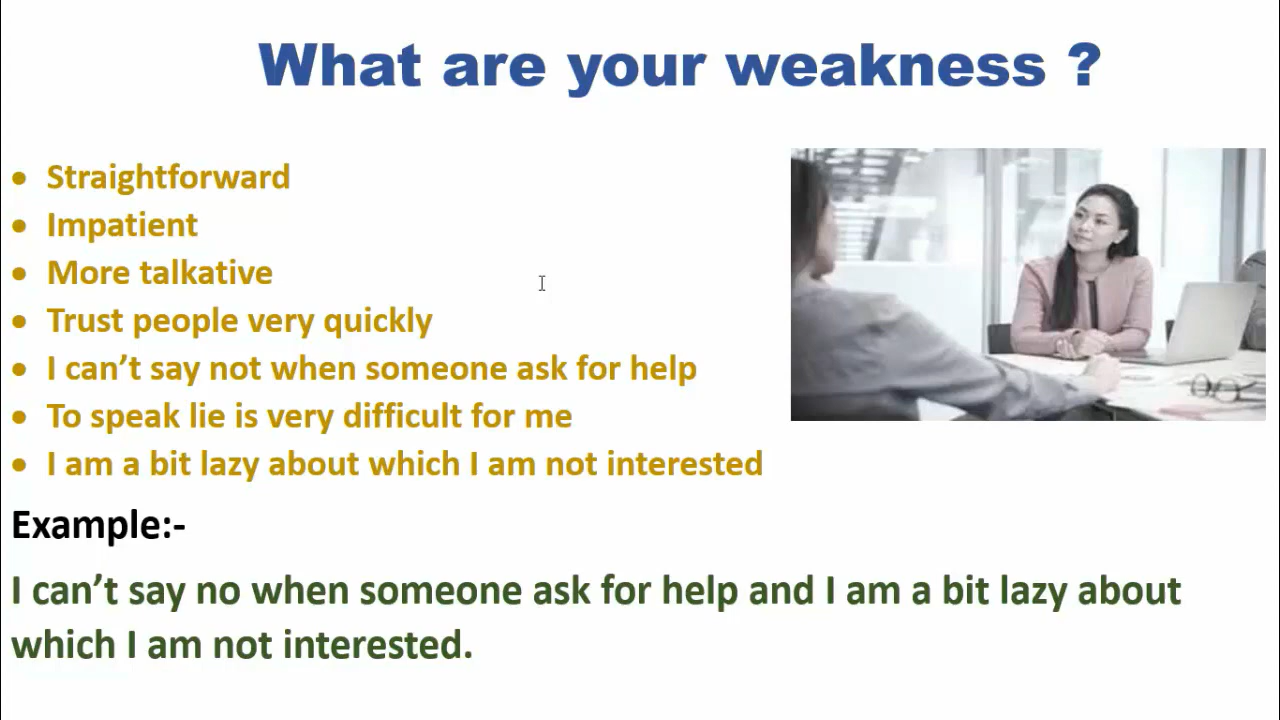 What are your weakness ?
• Straightforward
• Impatient
• More talkative
• Trust people very quickly
• I can’t say not when someone ask for help
• To speak lie is very difficult for me
• I am a bit lazy about which I am not interested
Example:-
I can’t say no when someone ask for help and I am a bit lazy about
which I am not interested.